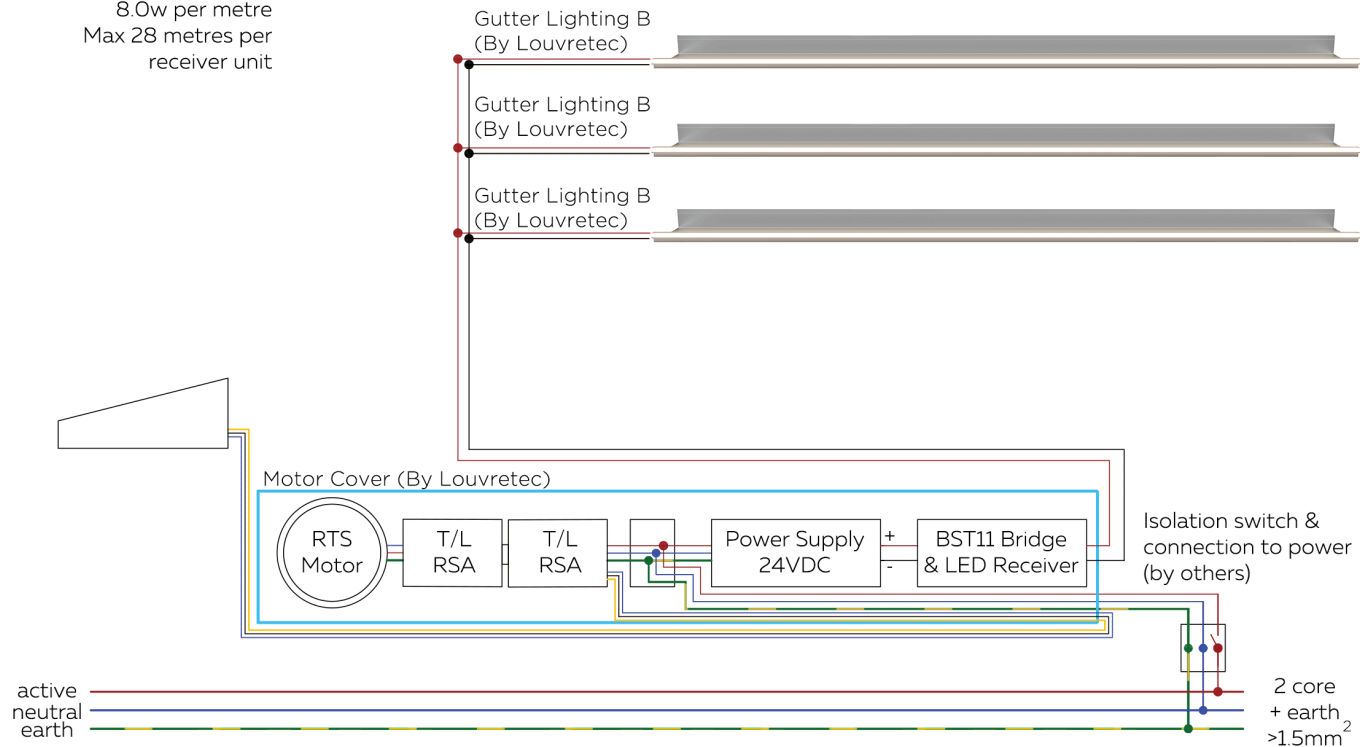 8.0w per metre
Max 28 metres per
receiver unit
Gutter Lighting B
(By Louvretec)
Gutter Lighting B
(By Louvretec)
Gutter Lighting B
(By Louvretec)
Motor Cover (By Louvretec)
RTS
Motor
T/L
RSA
T/L
RSA
Power Supply
24VDC
+
-
BST11 Bridge
& LED Receiver
Isolation switch &
connection to power
(by others)
active
neutral
earth
2 core
+ earth
>1.5mm²